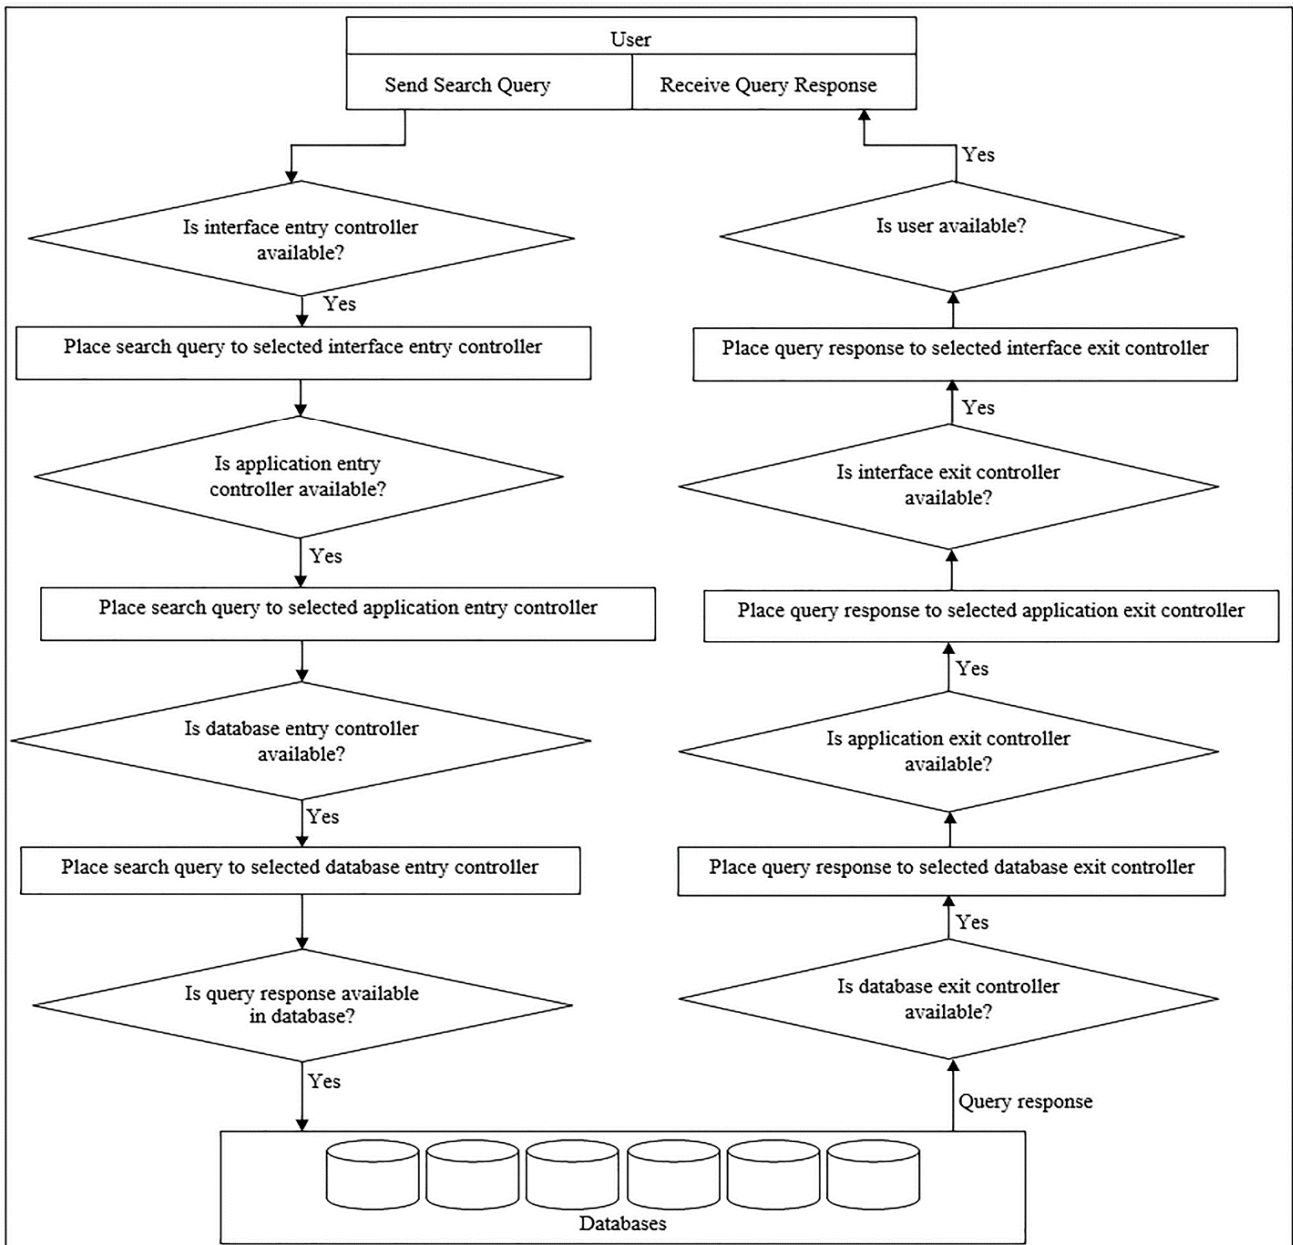 User
Send Search Query
Receive Query Response
Is interface entry controller
available?
Yes
Place search query to selected interface entry controller
Is application entry
controller available?
Yes
Place search query to selected application entry controller
Is database entry controller
available?
Yes
Place search query to selected database entry controller
Is query response available
in database?
Yes
Databases
Query response
Is database exit controller
available?
Yes
Place query response to selected database exit controller
Is application exit controller
available?
Yes
Place query response to selected application exit controller
Is interface exit controller
available?
Yes
Place query response to selected interface exit controller
Is user available?
Yes